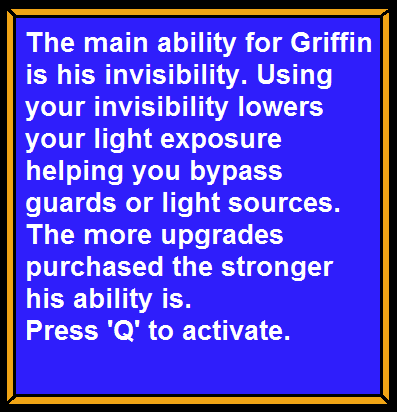 The main ability for Griffin
is his invisibility. Using
your invisibility lowers
your light exposure
helping you bypass
guards or light sources.
The more upgrades
purchased the stronger
his ability is.
Press 'Q' to activate.